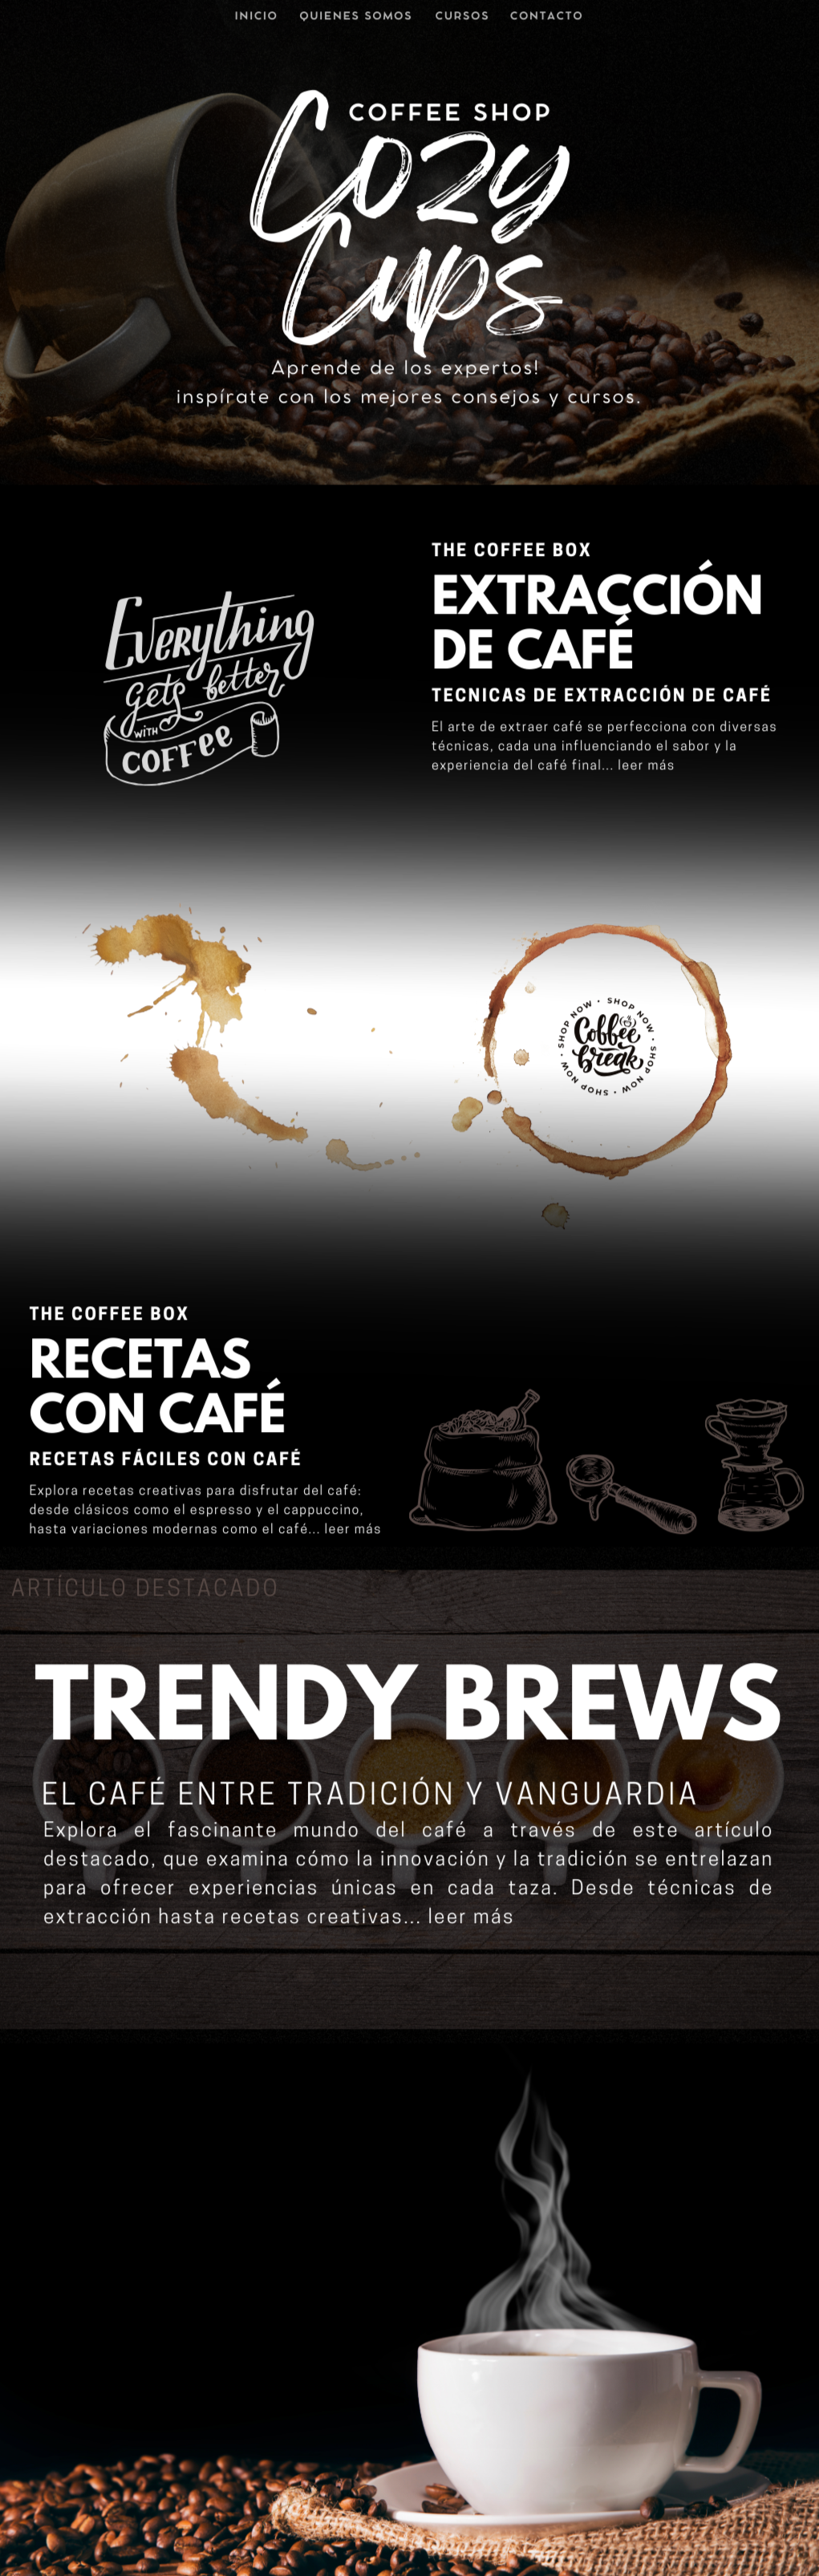 INICIO QUIENES SOMOS CURSOS CONTACTO
COFFEE SHOP
Cozy
Cups
Aprende de los expertos!
inspírate con los mejores consejos y cursos.
Everything
gets better
WITH
COFFEE
THE COFFEE BOX
EXTRACCIÓN
DE CAFÉ
TECNICAS DE EXTRACCIÓN DE CAFÉ
El arte de extraer café se perfecciona con diversas
técnicas, cada una influenciando el sabor y la
experiencia del café final... leer más
SHOP NOW • SHOP NOW • SHOP NOW • SHOP NOW •
Coffee
break
THE COFFEE BOX
RECETAS
CON CAFÉ
RECETAS FÁCILES CON CAFÉ
Explora recetas creativas para disfrutar del café:
desde clásicos como el espresso y el cappuccino,
hasta variaciones modernas como el café... leer más
ARTÍCULO DESTACADO
TRENDY BREWS
EL CAFÉ ENTRE TRADICIÓN Y VANGUARDIA
Explora el fascinante mundo del café a través de este artículo
destacado, que examina cómo la innovación y la tradición se entrelazan
para ofrecer experiencias únicas en cada taza. Desde técnicas de
extracción hasta recetas creativas... leer más